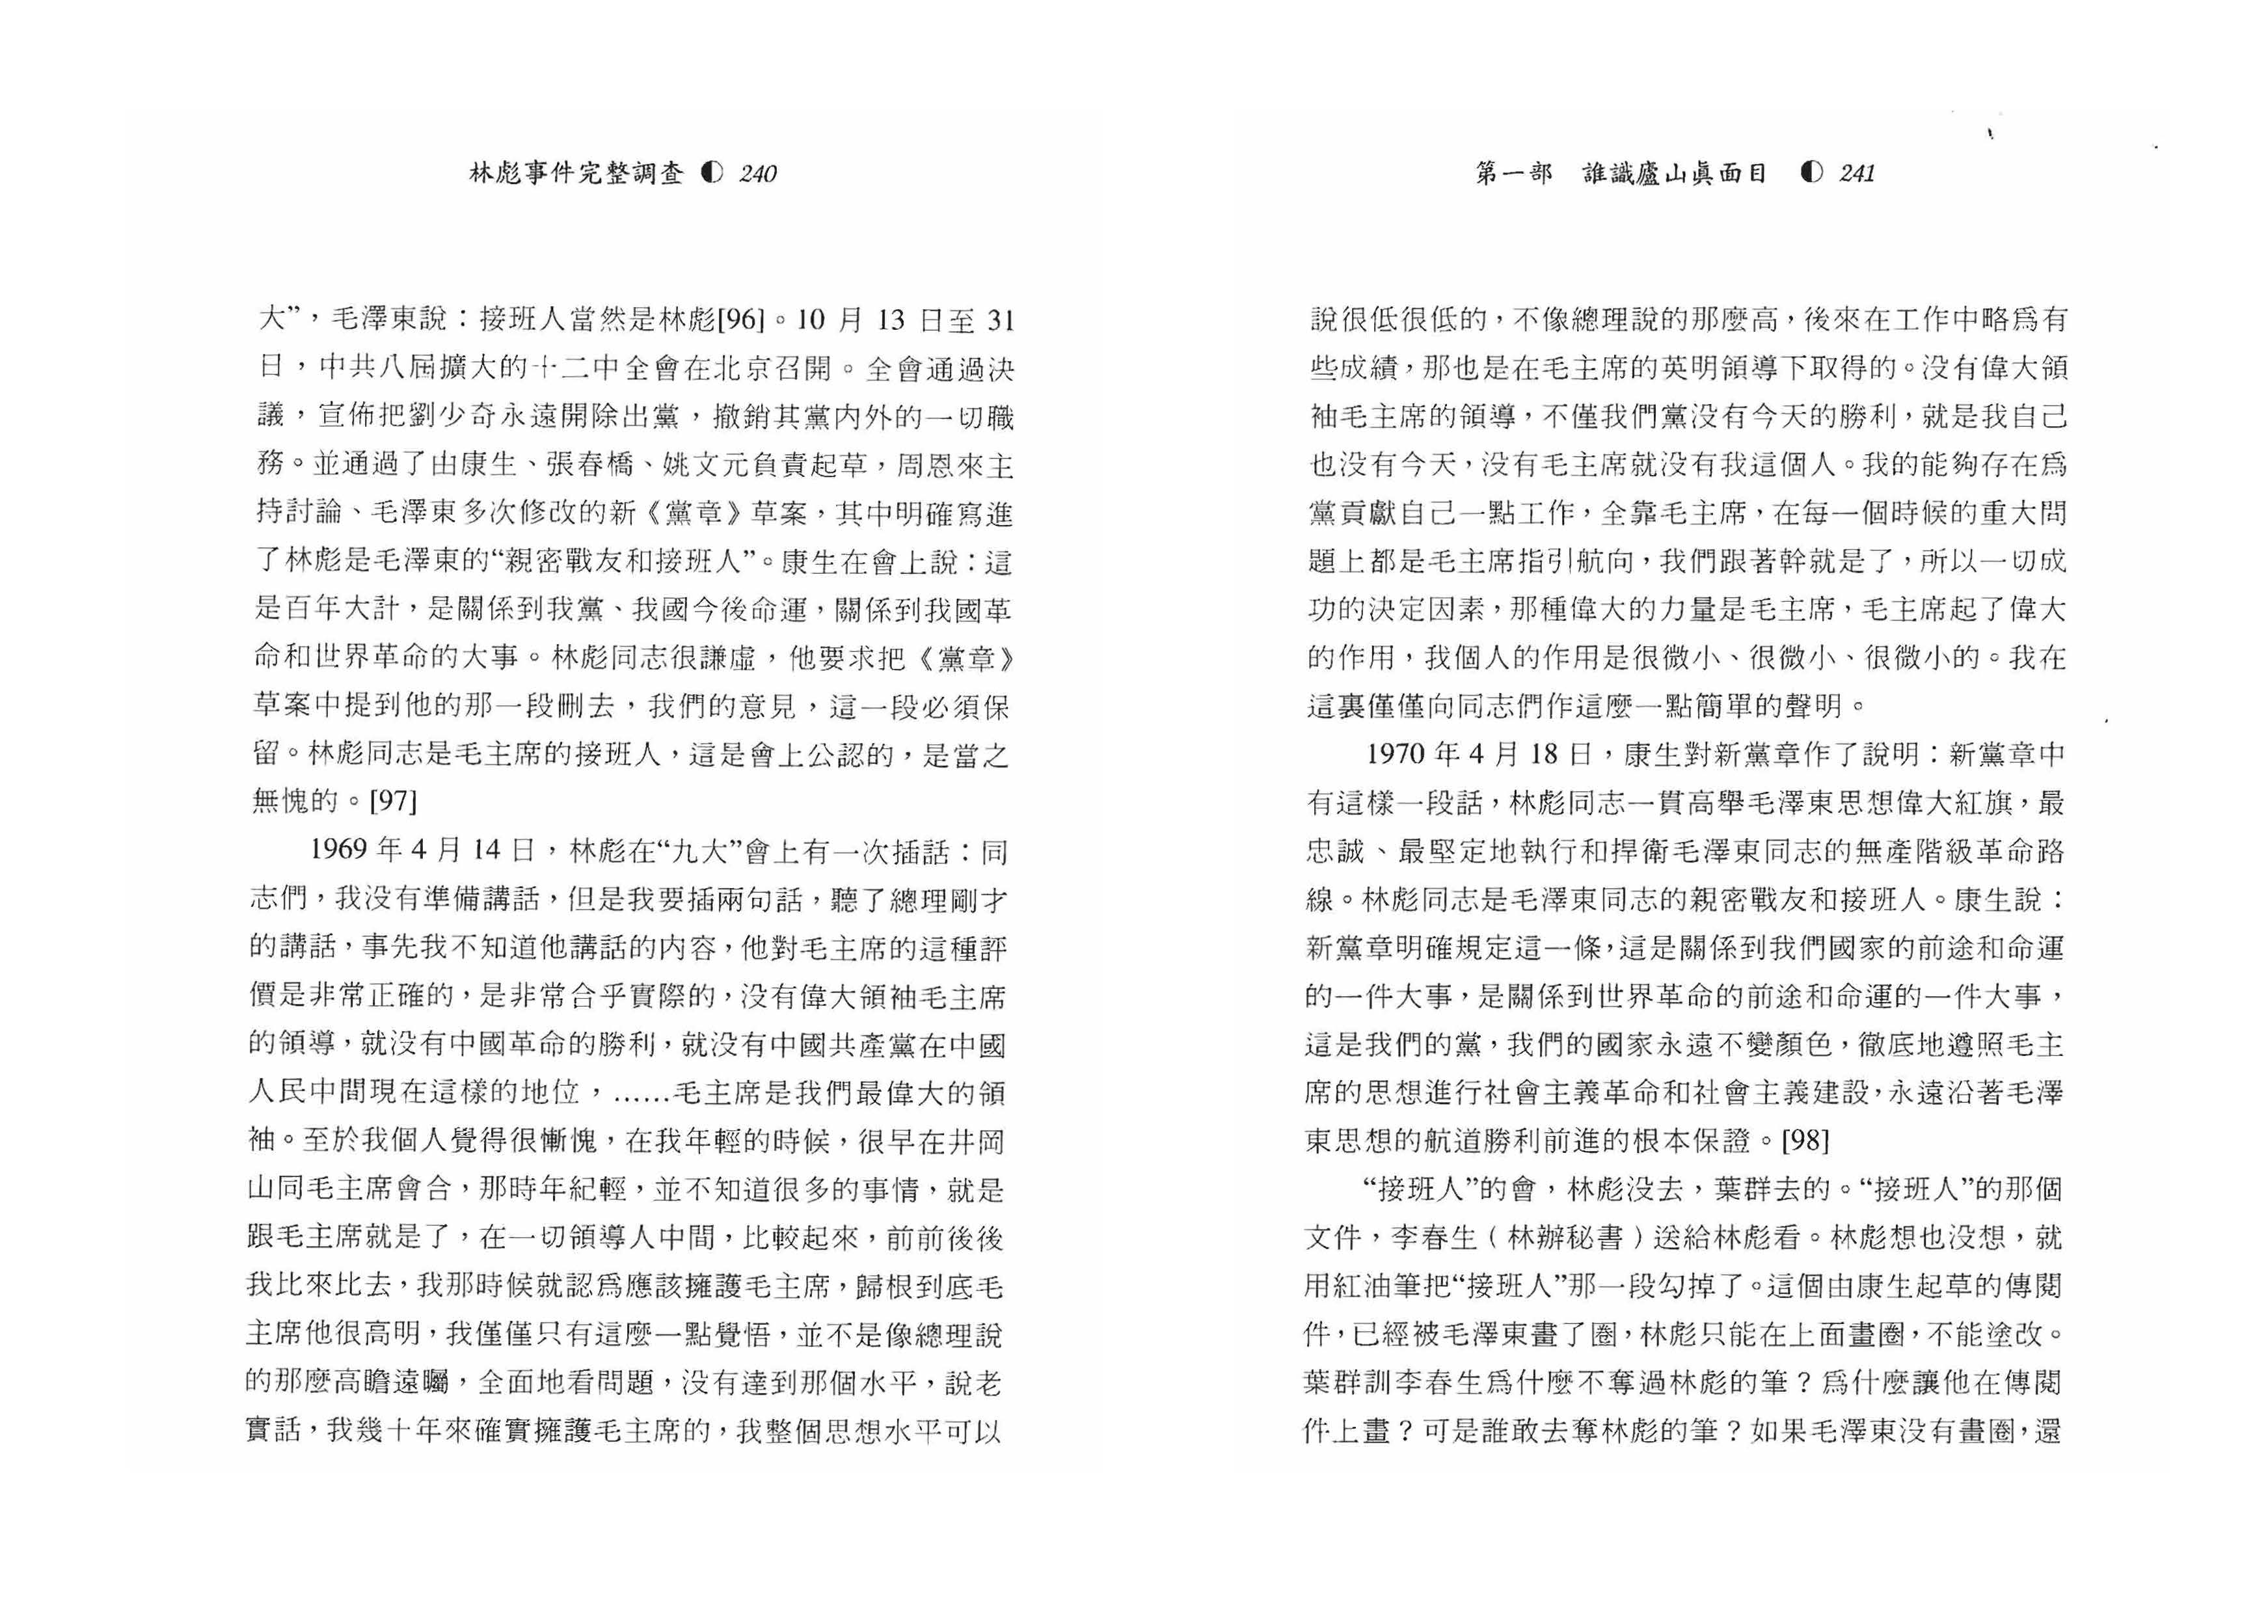 林彪事件完整調查 ◐ 240
大”，毛澤東說：接班人當然是林彪[96]。10 月 13 日至 31
日，中共八屆擴大的十二中全會在北京召開。全會通過決
議，宣佈把劉少奇永遠開除出黨，撤銷其黨内外的一切職
務。並通過了由康生、張春橋、姚文元負責起草，周恩來主
持討論、毛澤東多次修改的新《黨章》草案，其中明確寫進
了林彪是毛澤東的“親密戰友和接班人”。康生在會上說：這
是百年大計，是關係到我黨、我國今後命運，關係到我國革
命和世界革命的大事。林彪同志很謙虛，他要求把《黨章》
草案中提到他的那一段刪去，我們的意見，這一段必須保
留。林彪同志是毛主席的接班人，這是會上公認的，是當之
無愧的。[97]
1969 年 4 月 14 日，林彪在“九大”會上有一次插話：同
志們，我没有準備講話，但是我要插兩句話，聽了總理剛才
的講話，事先我不知道他講話的内容，他對毛主席的這種評
價是非常正確的，是非常合乎實際的，没有偉大領袖毛主席
的領導，就没有中國革命的勝利，就没有中國共產黨在中國
人民中間現在這樣的地位，……毛主席是我們最偉大的領
袖。至於我個人覺得很慚愧，在我年輕的時候，很早在井岡
山同毛主席會合，那時年紀輕，並不知道很多的事情，就是
跟毛主席就是了，在一切領導人中間，比較起來，前前後後
我比來比去，我那時候就認爲應該擁護毛主席，歸根到底毛
主席他很高明，我僅僅只有這麼一點覺悟，並不是像總理說
的那麼高瞻遠矚，全面地看問題，没有達到那個水平，說老
實話，我幾十年來確實擁護毛主席的，我整個思想水平可以
第一部 誰識廬山眞面目 ◐ 241
說很低很低的，不像總理說的那麼高，後來在工作中略爲有
些成績，那也是在毛主席的英明領導下取得的。没有偉大領
袖毛主席的領導，不僅我們黨没有今天的勝利，就是我自己
也没有今天，没有毛主席就没有我這個人。我的能夠存在爲
黨貢獻自己一點工作，全靠毛主席，在每一個時候的重大問
題上都是毛主席指引航向，我們跟著幹就是了，所以一切成
功的決定因素，那種偉大的力量是毛主席，毛主席起了偉大
的作用，我個人的作用是很微小、很微小、很微小的。我在
這裏僅僅向同志們作這麼一點簡單的聲明。
1970 年 4 月 18 日，康生對新黨章作了說明：新黨章中
有這樣一段話，林彪同志一貫高舉毛澤東思想偉大紅旗，最
忠誠、最堅定地執行和捍衛毛澤東同志的無產階級革命路
線。林彪同志是毛澤東同志的親密戰友和接班人。康生說：
新黨章明確規定這一條，這是關係到我們國家的前途和命運
的一件大事，是關係到世界革命的前途和命運的一件大事，
這是我們的黨，我們的國家永遠不變顏色，徹底地遵照毛主
席的思想進行社會主義革命和社會主義建設，永遠沿著毛澤
東思想的航道勝利前進的根本保證。[98]
“接班人”的會，林彪没去，葉群去的。“接班人”的那個
文件，李春生（林辦秘書）送給林彪看。林彪想也没想，就
用紅油筆把“接班人”那一段勾掉了。這個由康生起草的傳閱
件，已經被毛澤東畫了圈，林彪只能在上面畫圈，不能塗改。
葉群訓李春生爲什麼不奪過林彪的筆？爲什麼讓他在傳閱
件上畫？可是誰敢去奪林彪的筆？如果毛澤東没有畫圈，還